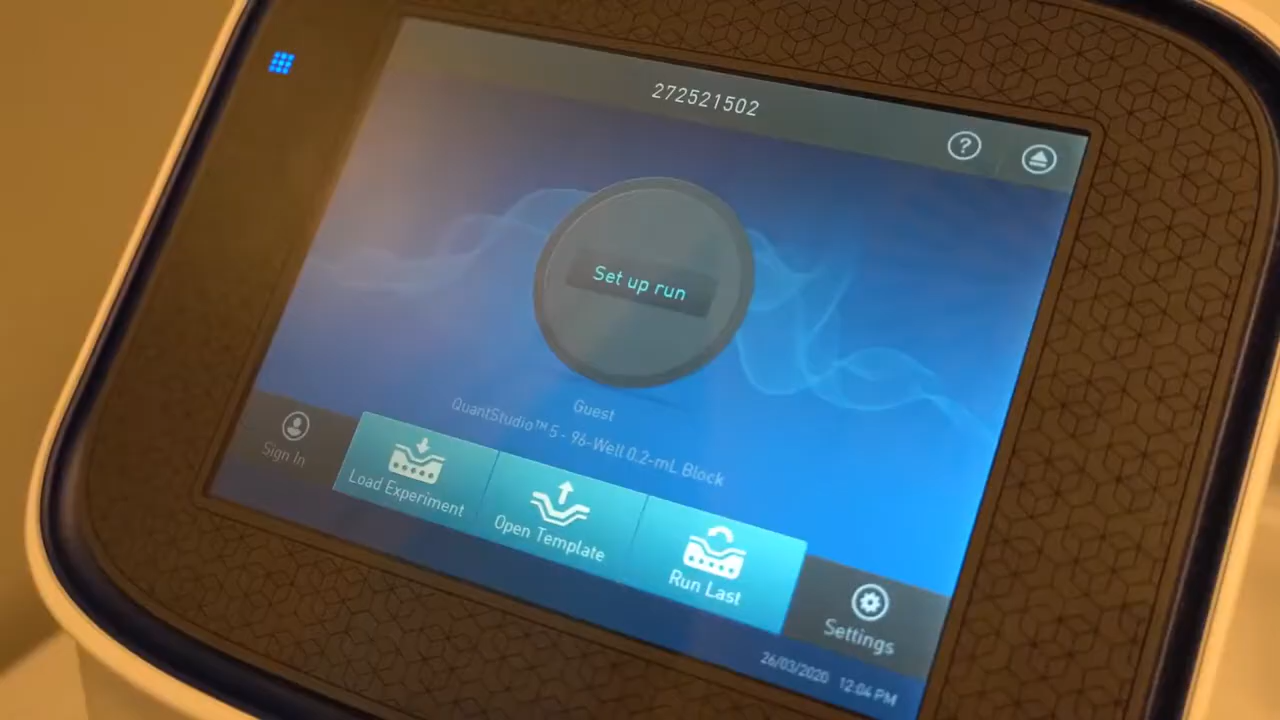 272521502
?
Set up run
Guest
QuantStudio™ 5 - 96-Well 0.2-mL Block
Sign In
Load Experiment
Open Template
Run Last
Settings
26/03/2020 12:04 PM